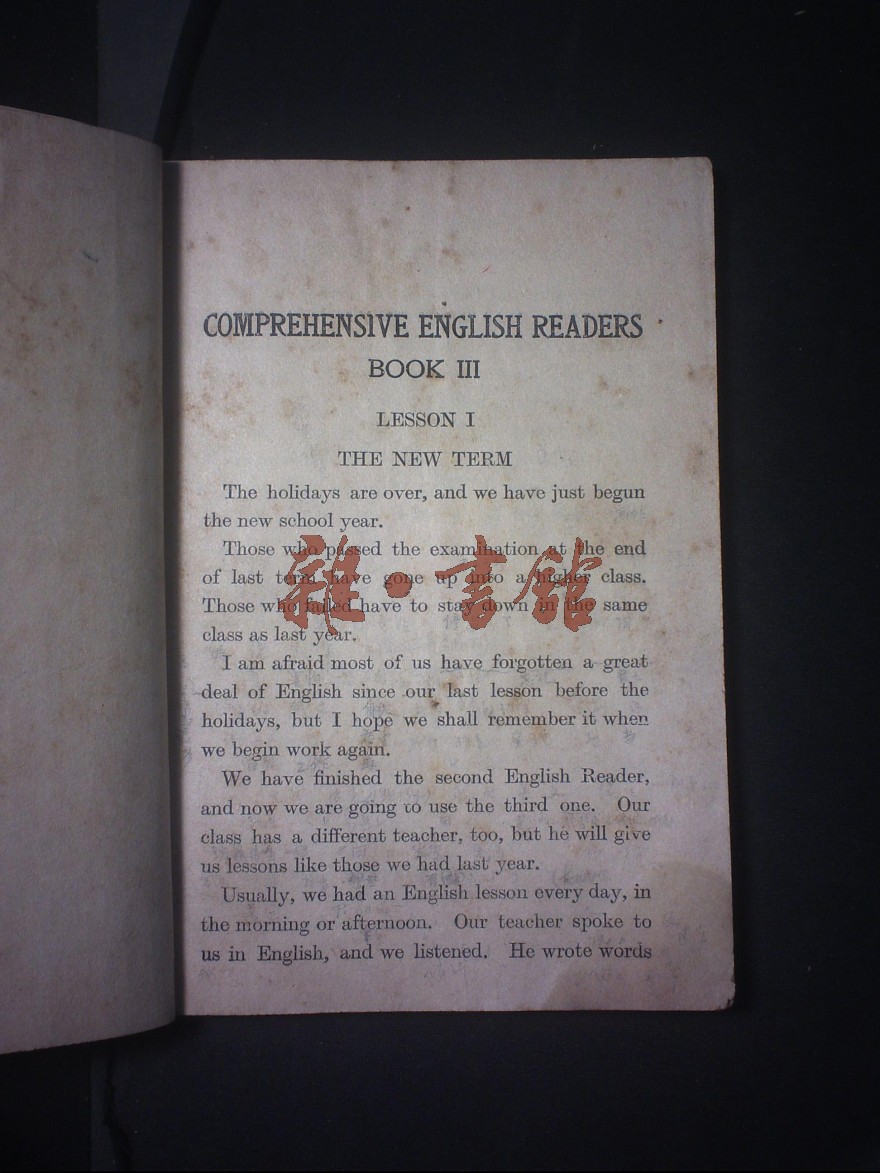 COMPREHENSIVE ENGLISH READERS
BOOK III
LESSON I
THE NEW TERM
The holidays are over, and we have just begun
the new school year.
Those who passed the examination at the end
of last term have gone up into a higher class.
Those who failed have to stay down in the same
class as last year.
I am afraid most of us have forgotten a great
deal of English since our last lesson before the
holidays, but I hope we shall remember it when
we begin work again.
We have finished the second English Reader,
and now we are going to use the third one. Our
class has a different teacher, too, but he will give
us lessons like those we had last year.
Usually, we had an English lesson every day, in
the morning or afternoon. Our teacher spoke to
us in English, and we listened. He wrote words
雜·書館